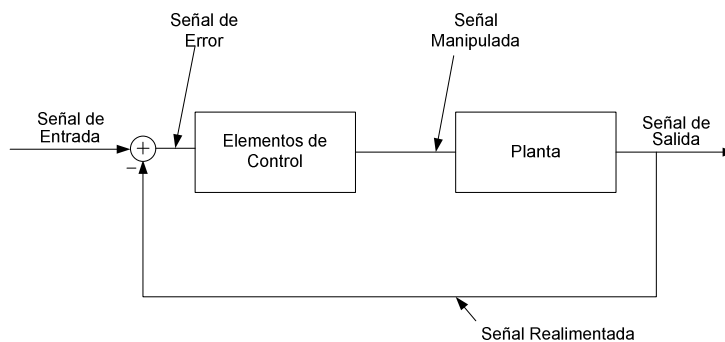 Señal de
Error
Señal
Manipulada
Señal de
Entrada
+
−
Elementos de
Control
Planta
Señal de
Salida
Señal Realimentada